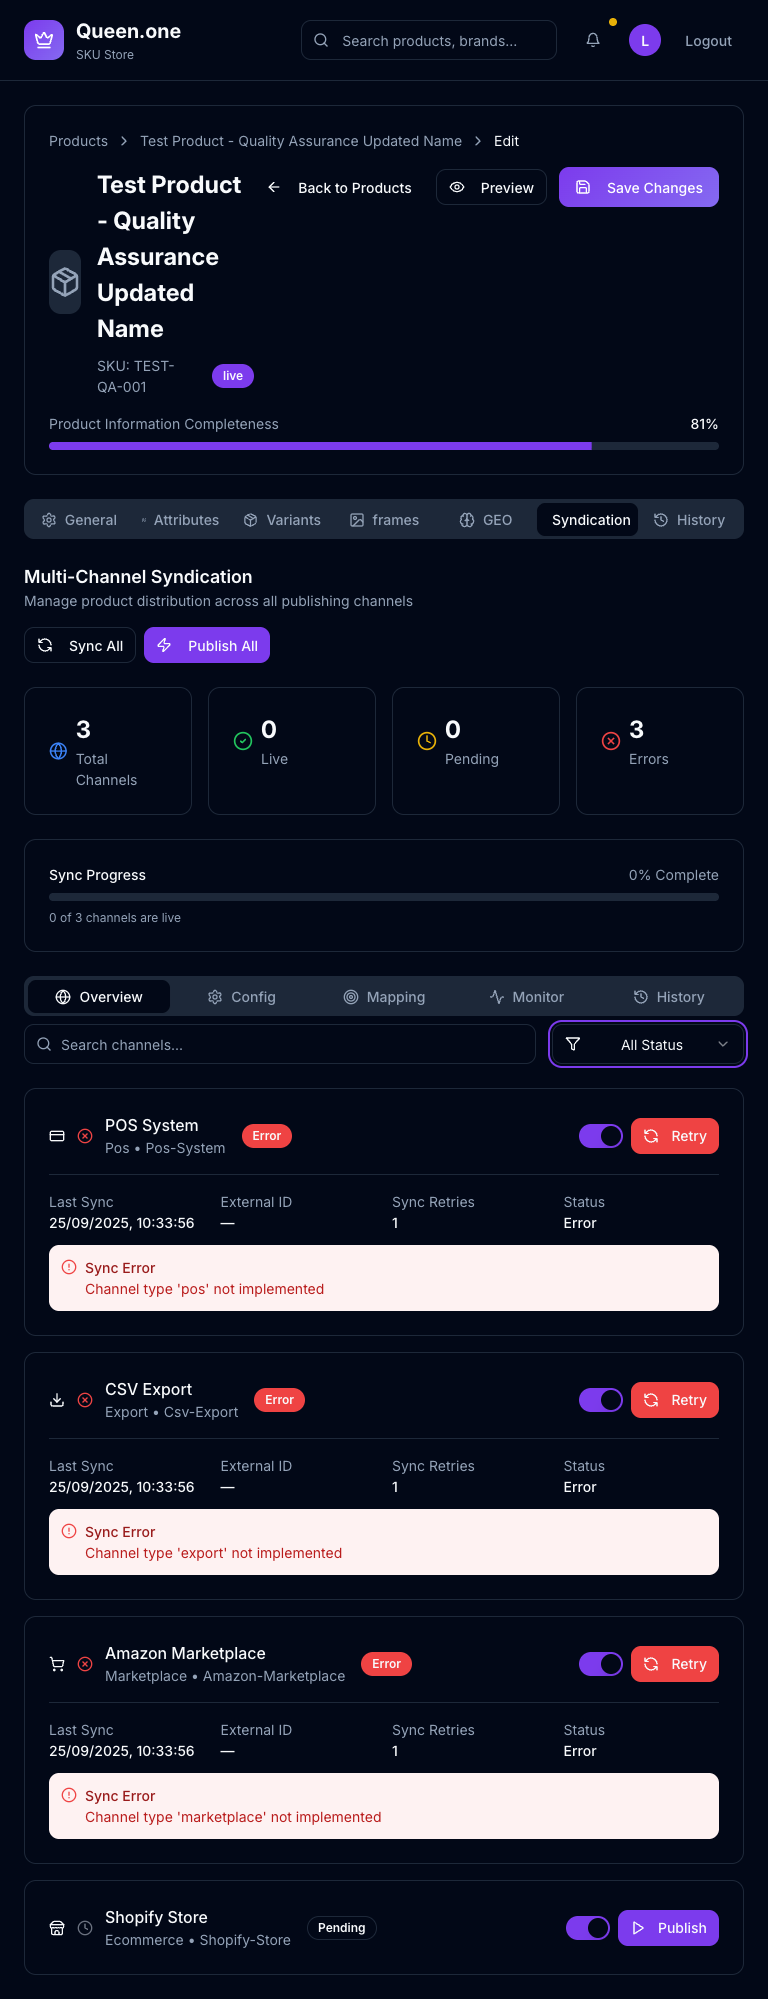 Queen.one
SKU Store
Search products, brands...
L
Logout
Products > Test Product - Quality Assurance Updated Name > Edit
Test Product
- Quality
Assurance
Updated
Name
Back to Products
Preview
Save Changes
SKU: TEST-
QA-001
live
Product Information Completeness
81%
General
Attributes
Variants
frames
GEO
Syndication
History
Multi-Channel Syndication
Manage product distribution across all publishing channels
Sync All
Publish All
3
Total
Channels
0
Live
0
Pending
3
Errors
Sync Progress
0% Complete
0 of 3 channels are live
Overview
Config
Mapping
Monitor
History
Search channels...
All Status
POS System
Pos • Pos-System
Error
Retry
Last Sync
25/09/2025, 10:33:56
External ID
—
Sync Retries
1
Status
Error
Sync Error
Channel type 'pos' not implemented
CSV Export
Export • Csv-Export
Error
Retry
Last Sync
25/09/2025, 10:33:56
External ID
—
Sync Retries
1
Status
Error
Sync Error
Channel type 'export' not implemented
Amazon Marketplace
Marketplace • Amazon-Marketplace
Error
Retry
Last Sync
25/09/2025, 10:33:56
External ID
—
Sync Retries
1
Status
Error
Sync Error
Channel type 'marketplace' not implemented
Shopify Store
Ecommerce • Shopify-Store
Pending
Publish